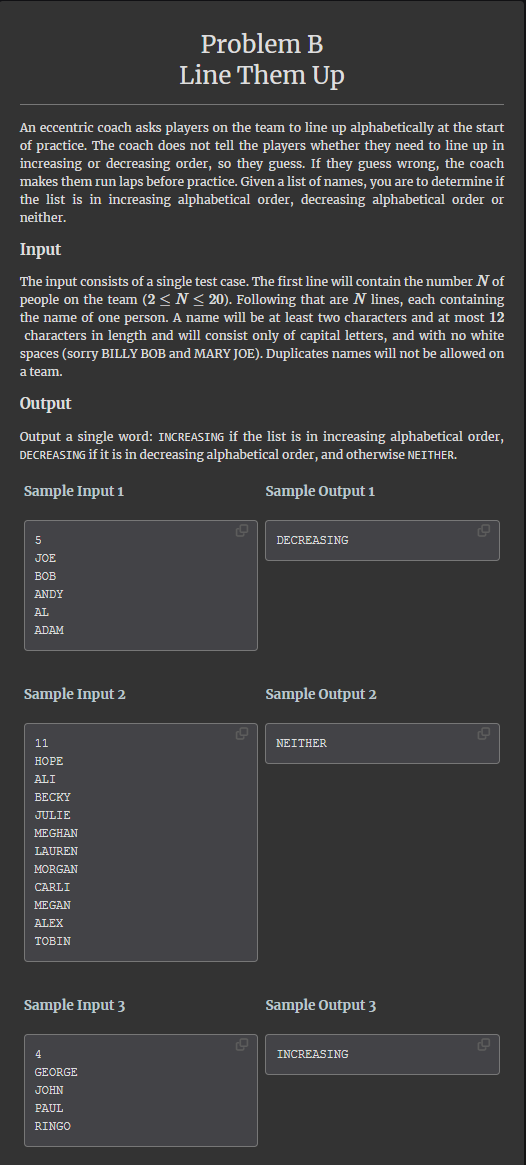 Problem B
Line Them Up
An eccentric coach asks players on the team to line up alphabetically at the start
of practice. The coach does not tell the players whether they need to line up in
increasing or decreasing order, so they guess. If they guess wrong, the coach
makes them run laps before practice. Given a list of names, you are to determine if
the list is in increasing alphabetical order, decreasing alphabetical order or
neither.
Input
The input consists of a single test case. The first line will contain the number N of
people on the team (2 ≤ N ≤ 20). Following that are N lines, each containing
the name of one person. A name will be at least two characters and at most 12
characters in length and will consist only of capital letters, and with no white
spaces (sorry BILLY BOB and MARY JOE). Duplicates names will not be allowed on
a team.
Output
Output a single word: INCREASING if the list is in increasing alphabetical order,
DECREASING if it is in decreasing alphabetical order, and otherwise NEITHER.
Sample Input 1
Sample Output 1
5
JOE
BOB
ANDY
AL
ADAM
DECREASING
Sample Input 2
Sample Output 2
11
HOPE
ALI
BECKY
JULIE
MEGHAN
LAUREN
MORGAN
CARLI
MEGAN
ALEX
TOBIN
NEITHER
Sample Input 3
Sample Output 3
4
GEORGE
JOHN
PAUL
RINGO
INCREASING